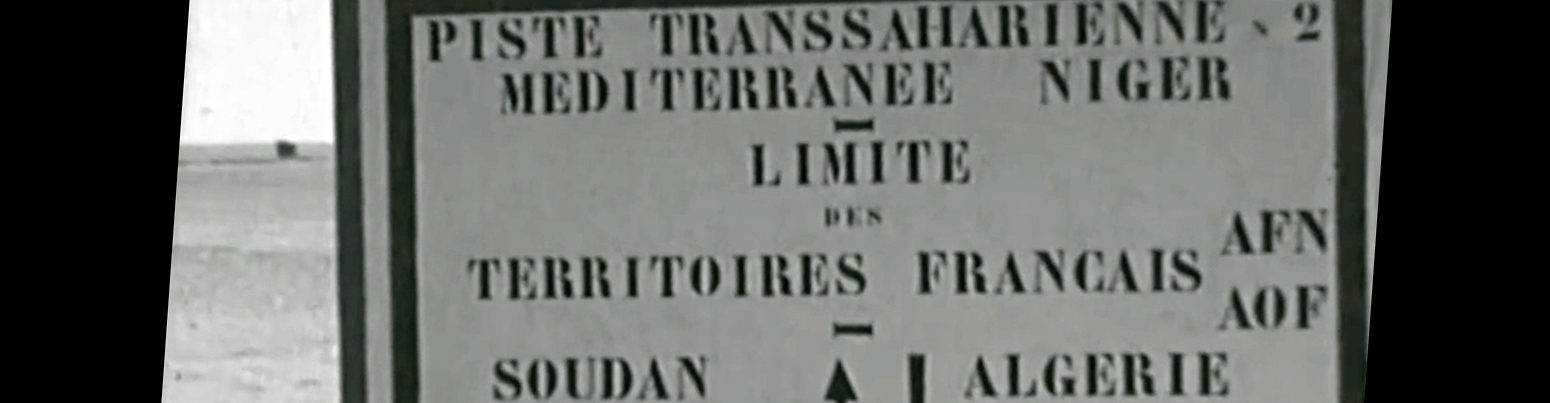 PISTE TRANSSAHARIENNE N 2
MEDITERRANEE NIGER
LIMITE
DES
TERRITOIRES FRANCAIS AFN
AOF
SOUDAN ALGERIE